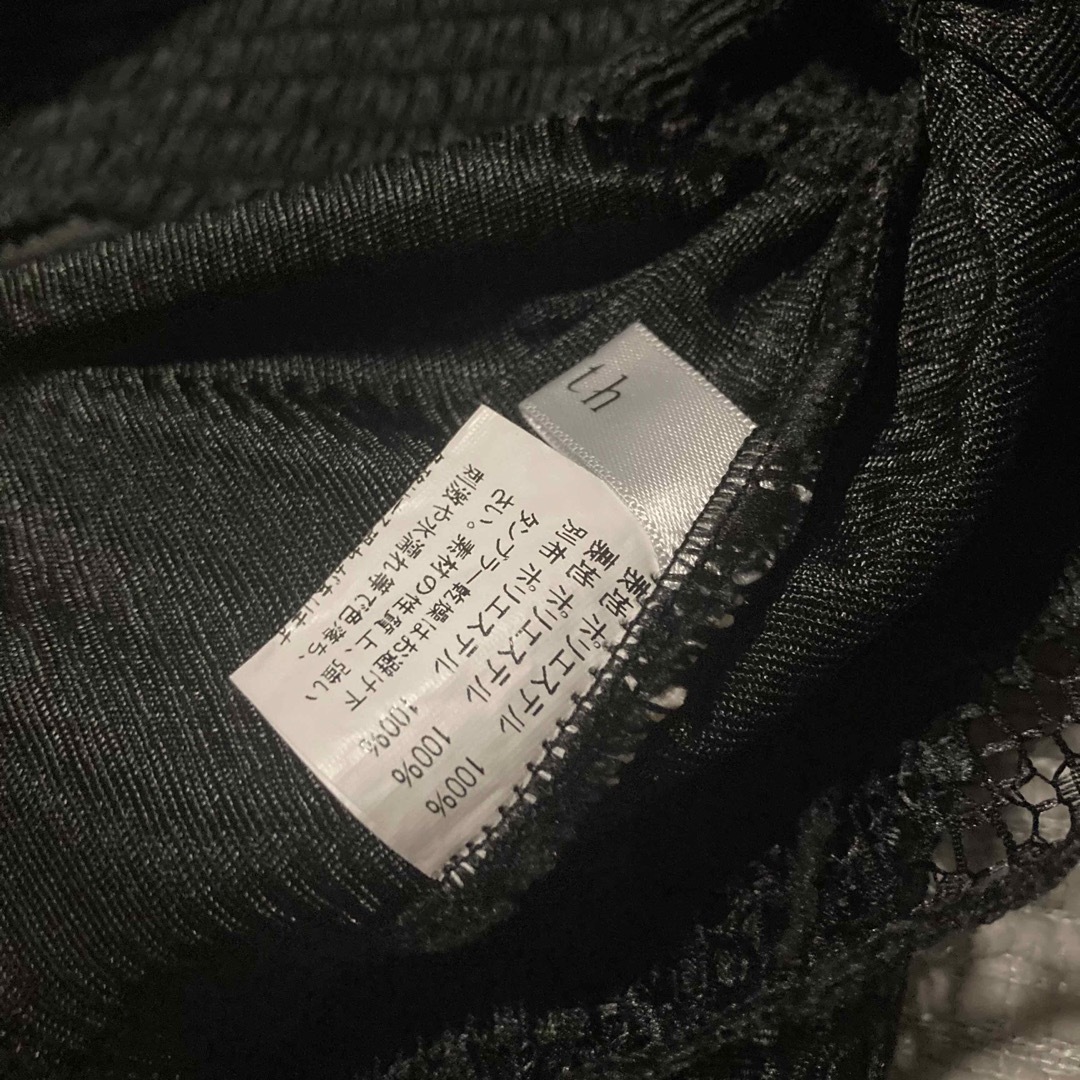 th
裏地 ポリエステル 100%
別布 ポリエステル 100%
100%
タンブラー乾燥はお避け下
さい。素材の性質上、強い
刺激や水濡れ等で色落ち、